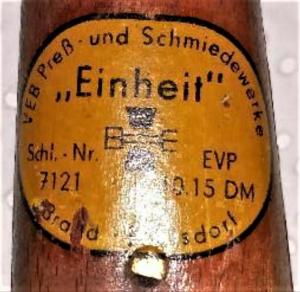 VEB Preß- und Schmiedewerke
„Einheit"
B E
Schl.-Nr. EVP
7121 0.15 DM
Brand